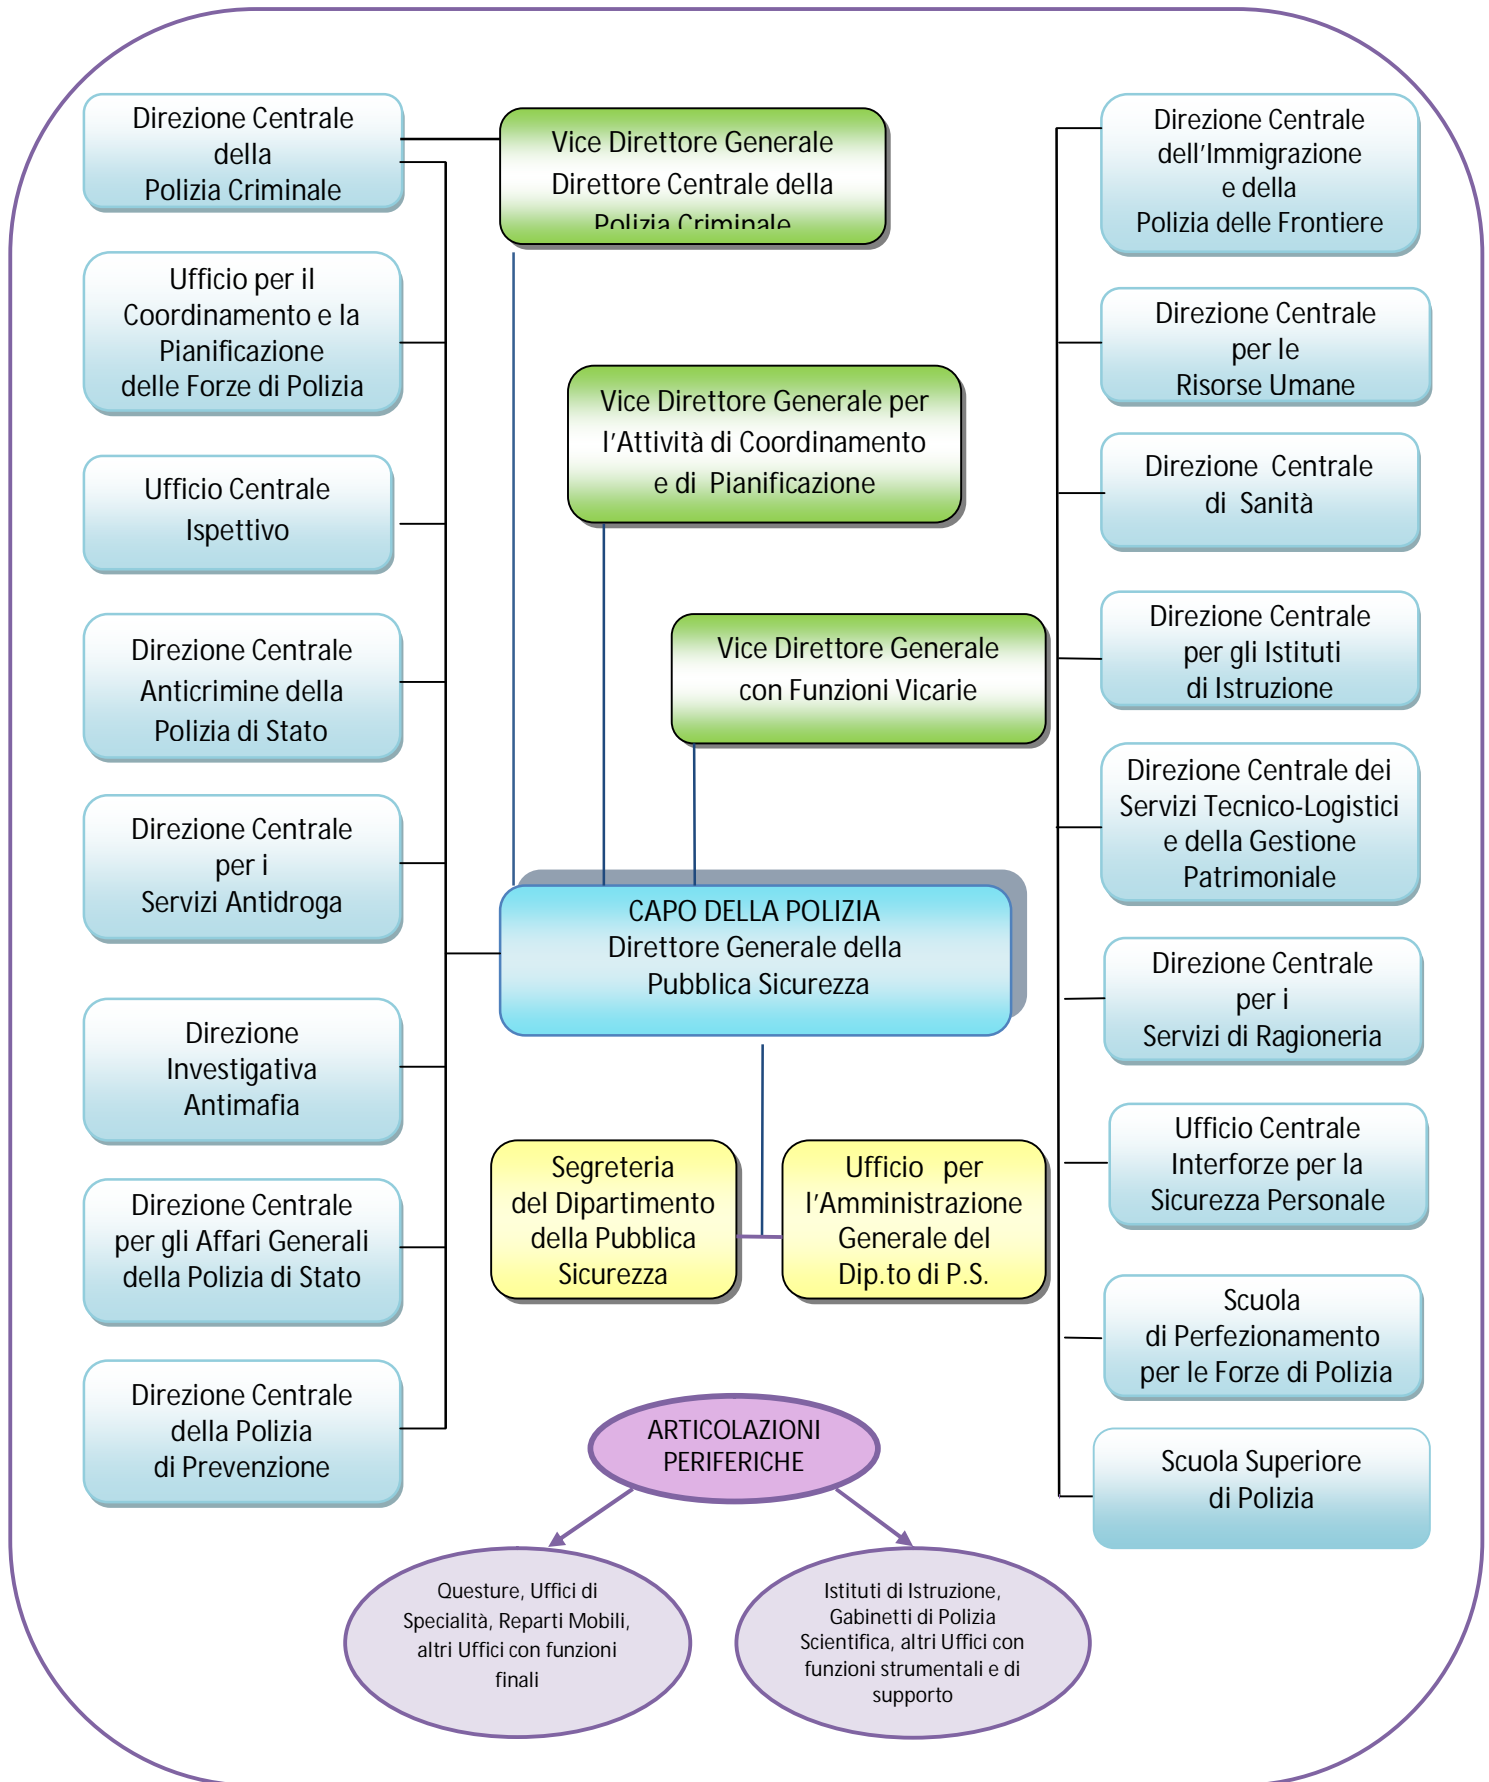 Direzione Centrale
della
Polizia Criminale
Ufficio per il
Coordinamento e la
Pianificazione
delle Forze di Polizia
Ufficio Centrale
Ispettivo
Direzione Centrale
Anticrimine della
Polizia di Stato
Direzione Centrale
per i
Servizi Antidroga
Direzione
Investigativa
Antimafia
Direzione Centrale
per gli Affari Generali
della Polizia di Stato
Direzione Centrale
della Polizia
di Prevenzione
Vice Direttore Generale
Direttore Centrale della
Polizia Criminale
Vice Direttore Generale per
l'Attività di Coordinamento
e di Pianificazione
Vice Direttore Generale
con Funzioni Vicarie
CAPO DELLA POLIZIA
Direttore Generale della
Pubblica Sicurezza
Segreteria
del Dipartimento
della Pubblica
Sicurezza
Ufficio per
l'Amministrazione
Generale del
Dip.to di P.S.
ARTICOLAZIONI
PERIFERICHE
Questure, Uffici di
Specialità, Reparti Mobili,
altri Uffici con funzioni
finali
Istituti di Istruzione,
Gabinetti di Polizia
Scientifica, altri Uffici con
funzioni strumentali e di
supporto
Direzione Centrale
dell'Immigrazione
e della
Polizia delle Frontiere
Direzione Centrale
per le
Risorse Umane
Direzione Centrale
di Sanità
Direzione Centrale
per gli Istituti
di Istruzione
Direzione Centrale dei
Servizi Tecnico-Logistici
e della Gestione
Patrimoniale
Direzione Centrale
per i
Servizi di Ragioneria
Ufficio Centrale
Interforze per la
Sicurezza Personale
Scuola
di Perfezionamento
per le Forze di Polizia
Scuola Superiore
di Polizia